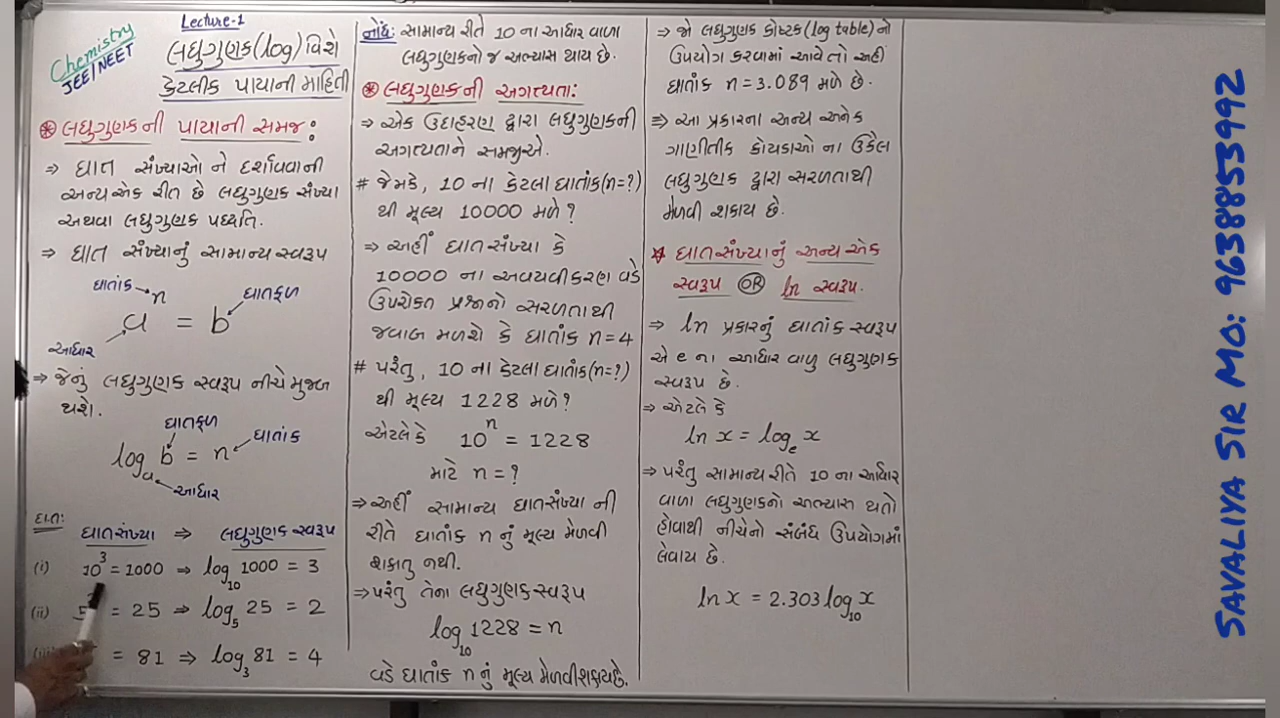 Chemistry
JEE/NEET
Lecture-1
લઘુગુણક(log) વિશે
કેટલીક પાયાની માહિતી
⊛ લઘુગુણકની પાયાની સમજ :
⇒ ઘાત સંખ્યાઓ ને દર્શાવવાની
અન્ય એક રીત છે લઘુગુણક સંખ્યા
અથવા લઘુગુણક પધ્ધતિ.
⇒ ઘાત સંખ્યાનું સામાન્ય સ્વરૂપ
ઘાતાંક → n ઘાતફળ
a = b
આધાર
⇒ જેનું લઘુગુણક સ્વરૂપ નીચે મુજબ
થશે.
ઘાતફળ
log_a b = n ← ઘાતાંક
આધાર
દા.ત:
ઘાતસંખ્યા ⇒ લઘુગુણક સ્વરૂપ
(i) 10³ = 1000 ⇒ log₁₀ 1000 = 3
(ii) 5 = 25 ⇒ log₅ 25 = 2
= 81 ⇒ log₃ 81 = 4
નોંધ: સામાન્ય રીતે 10 ના આધાર વાળા
લઘુગુણકનો જ અભ્યાસ થાય છે.
⊛ લઘુગુણકની અગત્યતા:
⇒ એક ઉદાહરણ દ્વારા લઘુગુણકની
અગત્યતાને સમજીએ.
# જેમકે, 10 ના કેટલા ઘાતાંક(n=?)
થી મૂલ્ય 10000 મળે ?
⇒ અહીં ઘાતસંખ્યા કે
10000 ના અવયવીકરણ વડે
ઉપરોક્ત પ્રશ્નનો સરળતાથી
જવાબ મળશે કે ઘાતાંક n = 4
# પરંતુ, 10 ના કેટલા ઘાતાંક(n=?)
થી મૂલ્ય 1228 મળે ?
એટલે કે 10ⁿ = 1228
માટે n = ?
⇒ અહીં સામાન્ય ઘાતસંખ્યા ની
રીતે ઘાતાંક n નું મૂલ્ય મેળવી
શકાતુ નથી.
⇒ પરંતુ તેના લઘુગુણક સ્વરૂપ
log₁₀ 1228 = n
વડે ઘાતાંક n નું મૂલ્ય મેળવી શકાય છે.
⇒ જો લઘુગુણક કોષ્ટક(log table)નો
ઉપયોગ કરવામાં આવે તો અહીં
ઘાતાંક n = 3.089 મળે છે.
⇒ આ પ્રકારના અન્ય અનેક
ગાણીતીક કોયડાઓ ના ઉકેલ
લઘુગુણક દ્વારા સરળતાથી
મેળવી શકાય છે.
* ઘાતસંખ્યાનું અન્ય એક
સ્વરૂપ OR ln સ્વરૂપ.
⇒ ln પ્રકારનું ઘાતાંક સ્વરૂપ
એ e ના આધાર વાળુ લઘુગુણક
સ્વરૂપ છે.
⇒ એટલે કે
ln x = logₑ x
⇒ પરંતુ સામાન્ય રીતે 10 ના આધાર
વાળા લઘુગુણકનો અભ્યાસ થતો
હોવાથી નીચેનો સંબંધ ઉપયોગમાં
લેવાય છે.
ln x = 2.303 log₁₀ x
SAVALIYA SIR MO: 9638853992